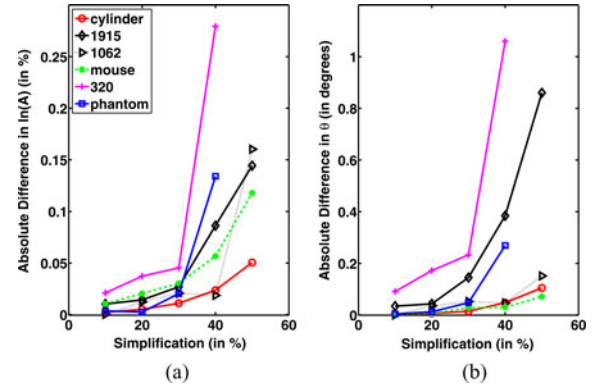 cylinder
1915
1062
mouse
320
phantom
Absolute Difference in ln(A) (in %)
0.25
0.2
0.15
0.1
0.05
0
0 20 40 60
Simplification (in %)
(a)
Absolute Difference in θ (in degrees)
1
0.8
0.6
0.4
0.2
0
0 20 40 60
Simplification (in %)
(b)